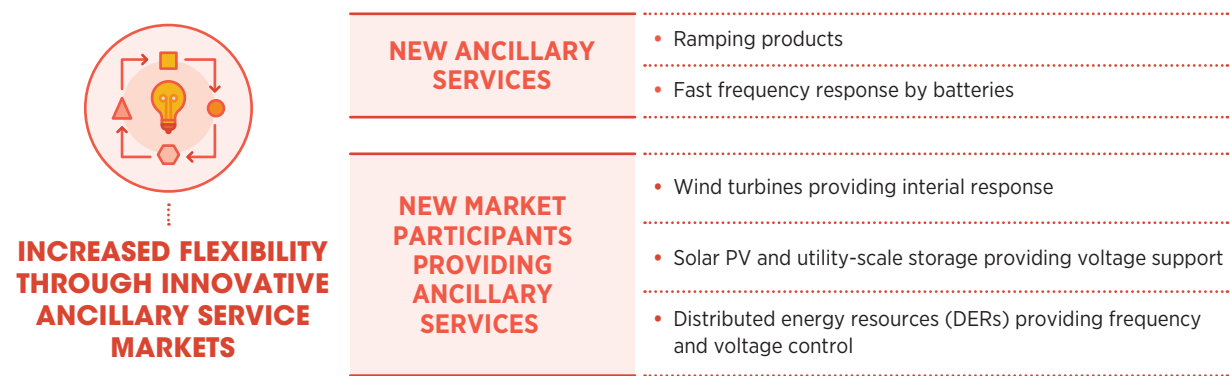 INCREASED FLEXIBILITY
THROUGH INNOVATIVE
ANCILLARY SERVICE
MARKETS
NEW ANCILLARY
SERVICES
• Ramping products
• Fast frequency response by batteries
NEW MARKET
PARTICIPANTS
PROVIDING
ANCILLARY
SERVICES
• Wind turbines providing interial response
• Solar PV and utility-scale storage providing voltage support
• Distributed energy resources (DERs) providing frequency
and voltage control